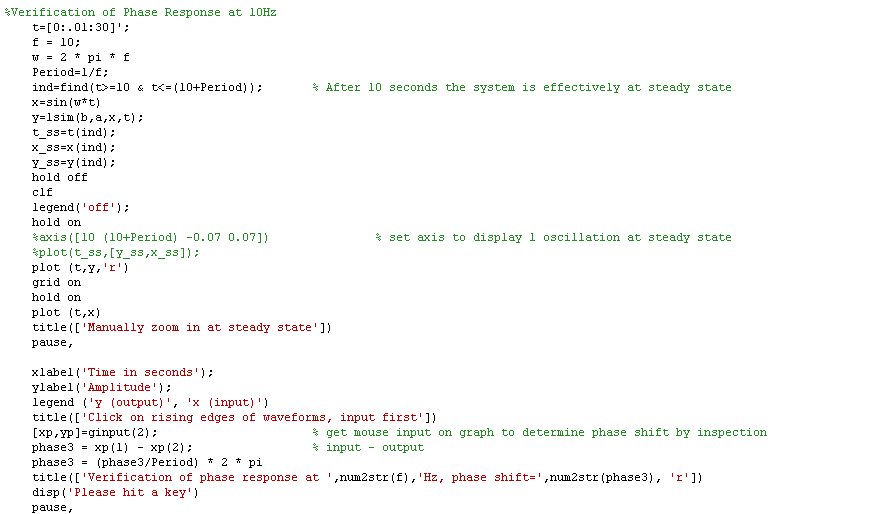 %Verification of Phase Response at 10Hz
t=[0:.01:30]';
f = 10;
w = 2 * pi * f
Period=1/f;
ind=find(t>=10 & t<=(10+Period)); % After 10 seconds the system is effectively at steady state
x=sin(w*t)
y=lsim(b,a,x,t);
t_ss=t(ind);
x_ss=x(ind);
y_ss=y(ind);
hold off
clf
legend('off');
hold on
%axis([10 (10+Period) -0.07 0.07]) % set axis to display 1 oscillation at steady state
%plot(t_ss,[y_ss,x_ss]);
plot (t,y,'r')
grid on
hold on
plot (t,x)
title(['Manually zoom in at steady state'])
pause,
xlabel('Time in seconds');
ylabel('Amplitude');
legend ('y (output)', 'x (input)')
title(['Click on rising edges of waveforms, input first'])
[xp,yp]=ginput(2); % get mouse input on graph to determine phase shift by inspection
phase3 = xp(1) - xp(2); % input - output
phase3 = (phase3/Period) * 2 * pi
title(['Verification of phase response at ',num2str(f),'Hz, phase shift=',num2str(phase3), 'r'])
disp('Please hit a key')
pause,